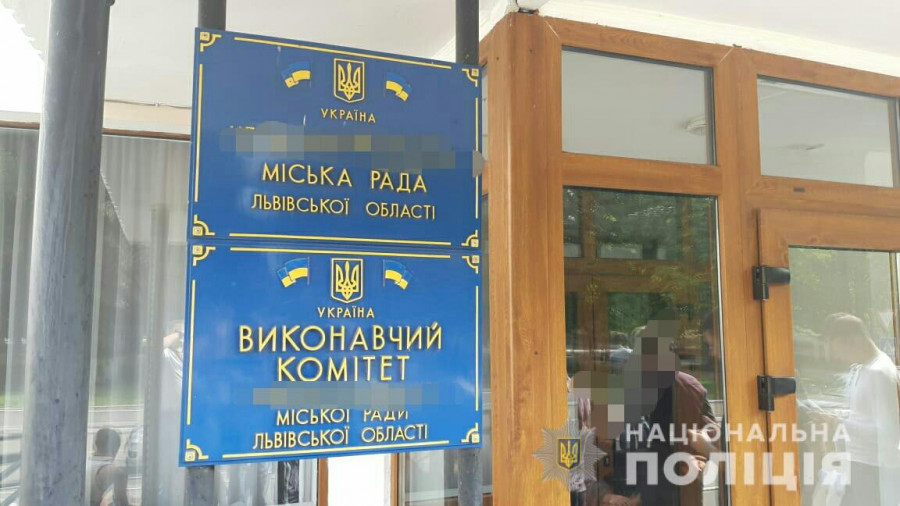 УКРАЇНА
МІСЬКА РАДА
ЛЬВІВСЬКОЇ ОБЛАСТІ
УКРАЇНА
ВИКОНАВЧИЙ
КОМІТЕТ
МІСЬКОЇ РАДИ
ЛЬВІВСЬКОЇ ОБЛАСТІ
НАЦІОНАЛЬНА
ПОЛІЦІЯ